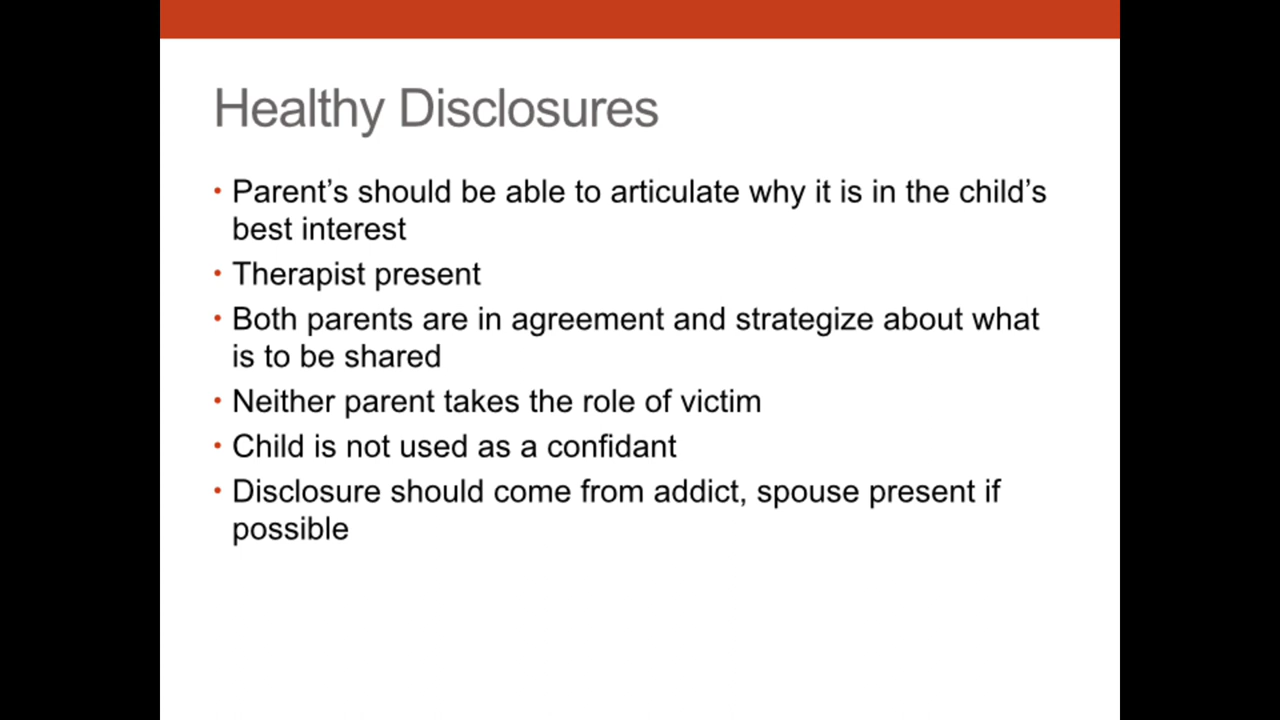 Healthy Disclosures
• Parent’s should be able to articulate why it is in the child’s
best interest
• Therapist present
• Both parents are in agreement and strategize about what
is to be shared
• Neither parent takes the role of victim
• Child is not used as a confidant
• Disclosure should come from addict, spouse present if
possible